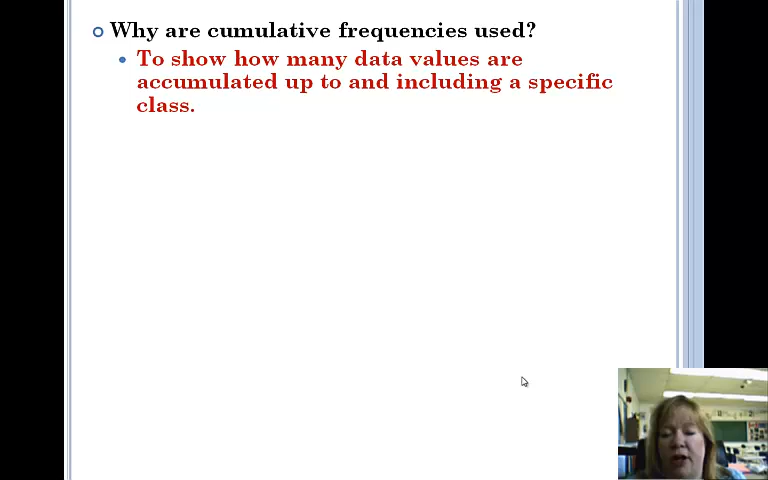 Why are cumulative frequencies used?
To show how many data values are
accumulated up to and including a specific
class.